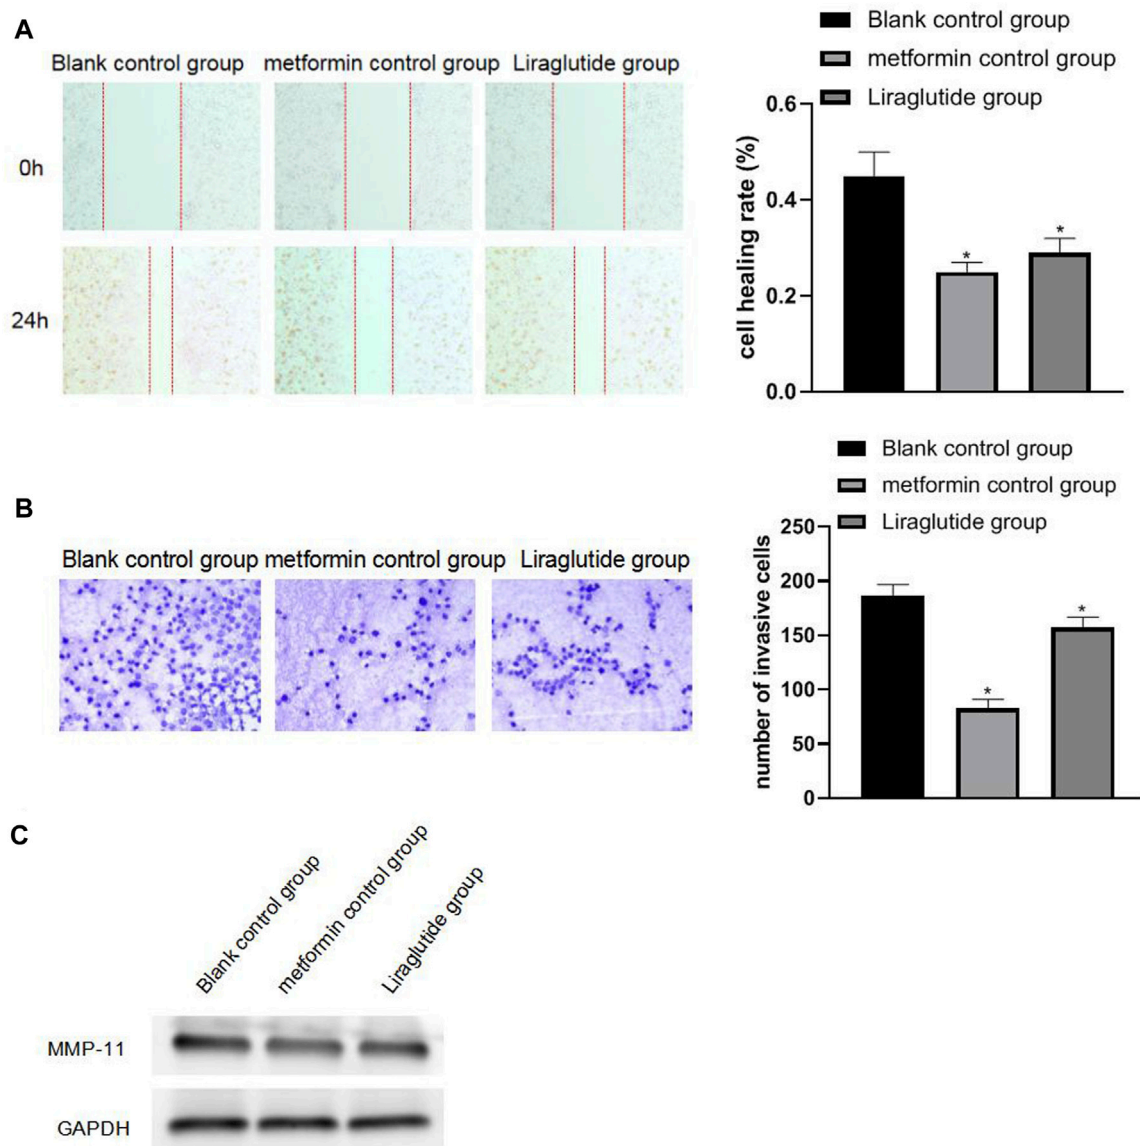 A
Blank control group metformin control group Liraglutide group
0h
24h
Blank control group
metformin control group
Liraglutide group
cell healing rate (%)
0.6
0.4
0.2
0.0
*
*
B
Blank control group metformin control group Liraglutide group
Blank control group
metformin control group
Liraglutide group
number of invasive cells
250
200
150
100
50
0
*
*
C
Blank control group
metformin control group
Liraglutide group
MMP-11
GAPDH